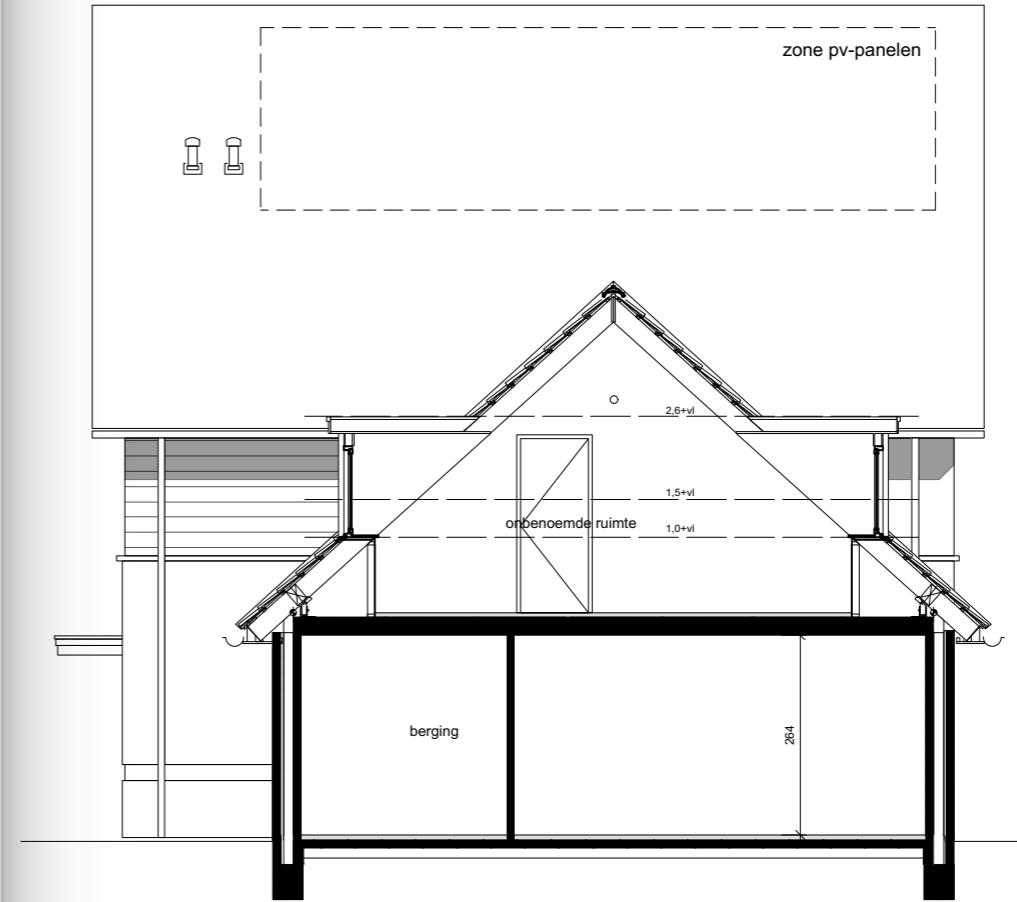 zone pv-panelen
2,6+vl
1,5+vl
onbenoemde ruimte
1,0+vl
berging
264